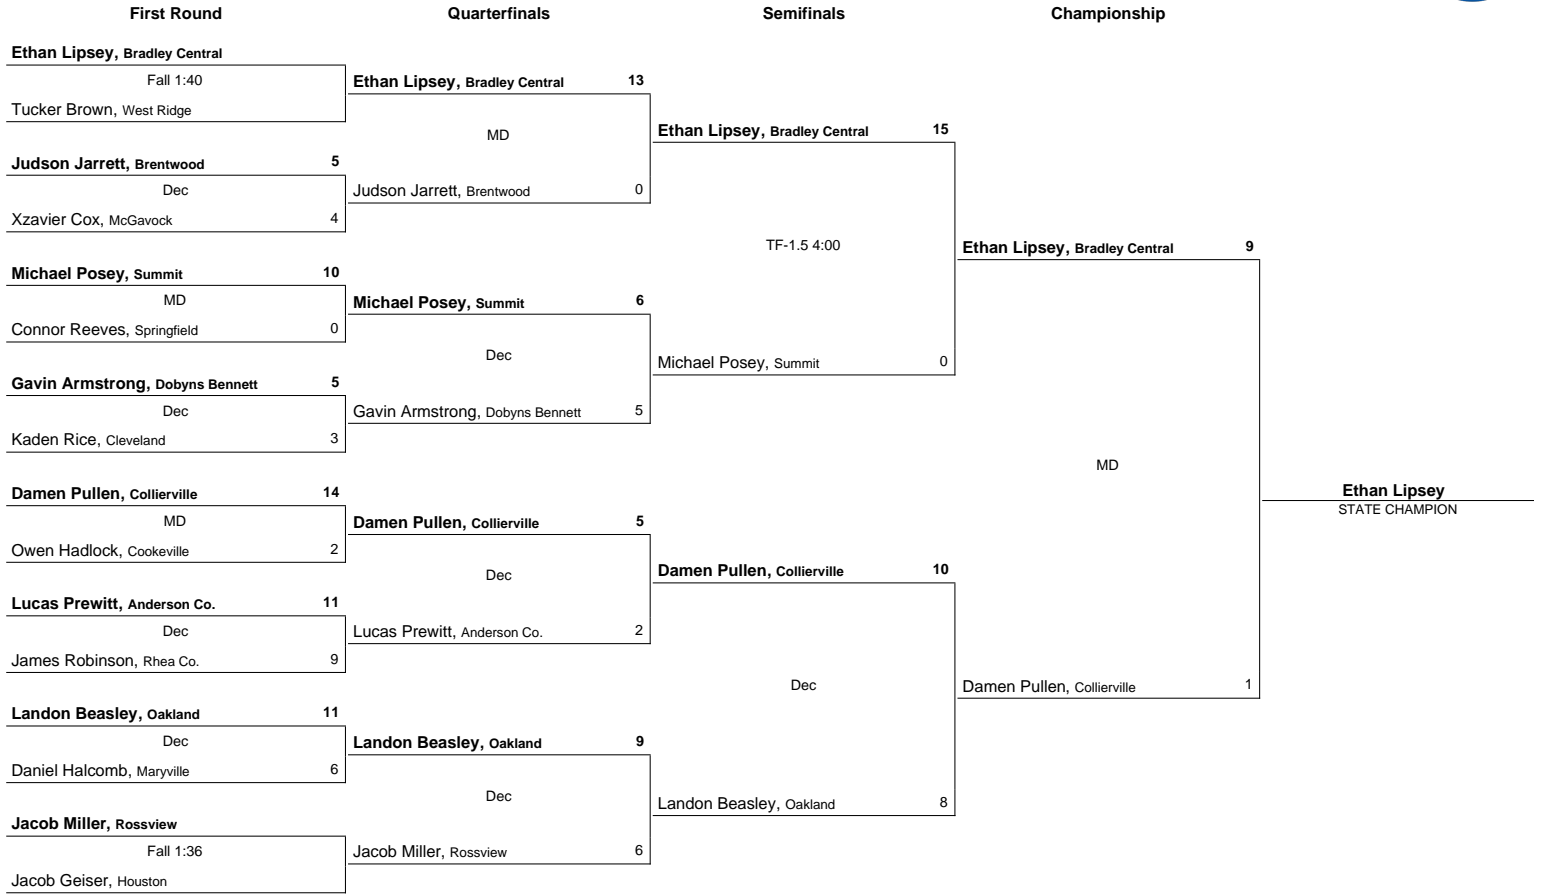 First Round
Quarterfinals
Semifinals
Championship
Ethan Lipsey, Bradley Central
Fall 1:40
Tucker Brown, West Ridge
Judson Jarrett, Brentwood 5
Dec
Xzavier Cox, McGavock 4
Michael Posey, Summit 10
MD
Connor Reeves, Springfield 0
Gavin Armstrong, Dobyns Bennett 5
Dec
Kaden Rice, Cleveland 3
Damen Pullen, Collierville 14
MD
Owen Hadlock, Cookeville 2
Lucas Prewitt, Anderson Co. 11
Dec
James Robinson, Rhea Co. 9
Landon Beasley, Oakland 11
Dec
Daniel Halcomb, Maryville 6
Jacob Miller, Rossview
Fall 1:36
Jacob Geiser, Houston
Ethan Lipsey, Bradley Central 13
MD
Judson Jarrett, Brentwood 0
Michael Posey, Summit 6
Dec
Gavin Armstrong, Dobyns Bennett 5
Damen Pullen, Collierville 5
Dec
Lucas Prewitt, Anderson Co. 2
Landon Beasley, Oakland 9
Dec
Jacob Miller, Rossview 6
Ethan Lipsey, Bradley Central 15
TF-1.5 4:00
Michael Posey, Summit 0
Damen Pullen, Collierville 10
Dec
Landon Beasley, Oakland 8
Ethan Lipsey, Bradley Central 9
MD
Damen Pullen, Collierville 1
Ethan Lipsey
STATE CHAMPION